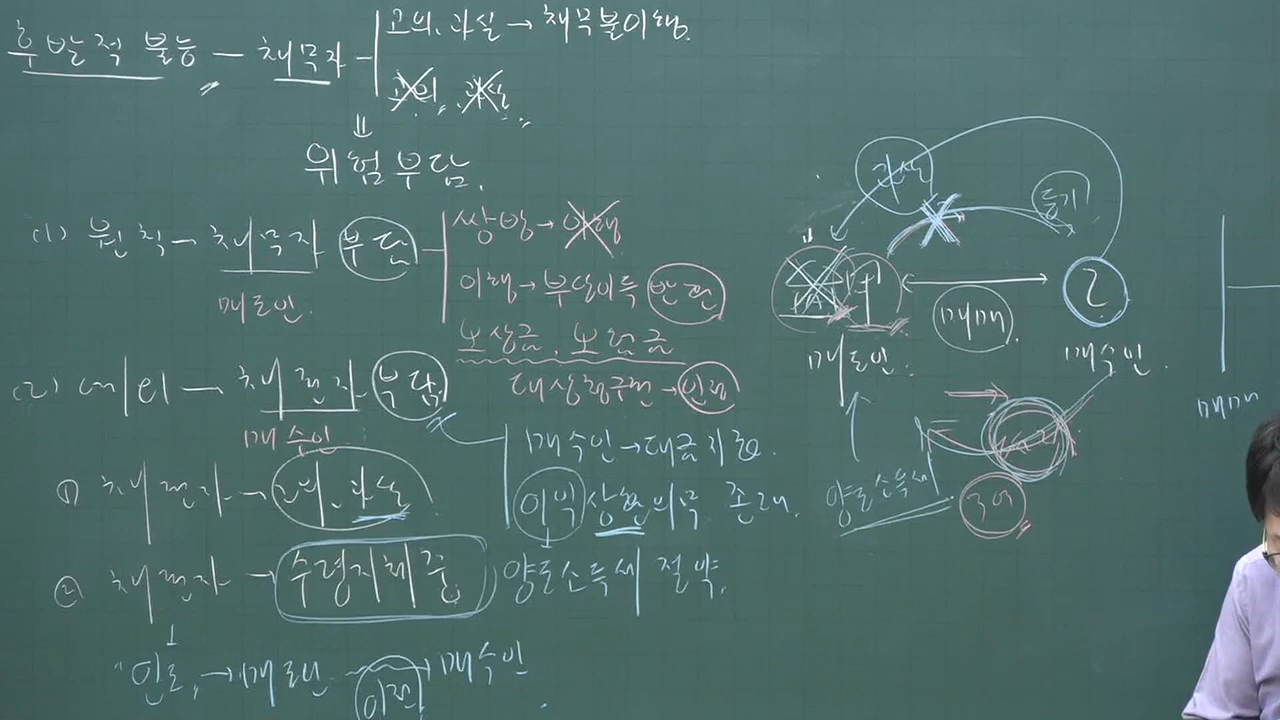 후발적 불능 ― 채무자
고의, 과실 → 채무불이행.
고의, 과실.
위험부담.
(1) 원칙 ― 채무자 부담
매도인.
쌍방 → 이행
이행 → 부당이득 반환
보상금, 보험금
대상청구권 → 인정
(2) 예외 ― 채권자 부담
매수인
매수인 → 대금지급.
이익 상환의무 존재.
양도소득세 절약.
① 채권자 → 고의, 과실
② 채권자 ― 수령지체 중
인도, → 매도인 → 매수인
이전
과실
등기
甲
매매
乙
매도인.
매수인.
양도소득세
매매